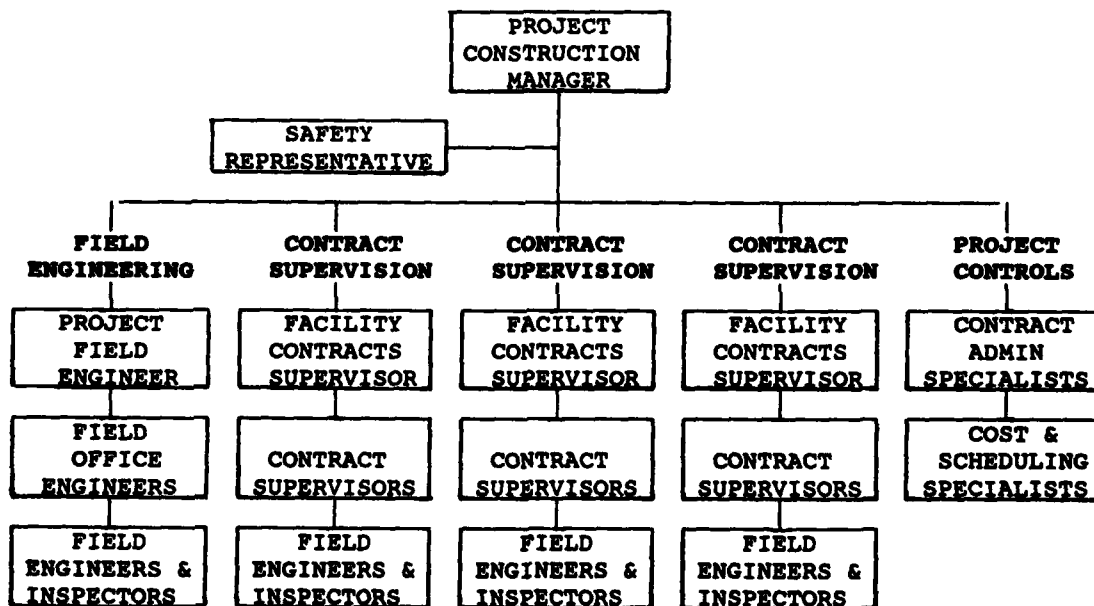 PROJECT
CONSTRUCTION
MANAGER
SAFETY
REPRESENTATIVE
FIELD
ENGINEERING
CONTRACT
SUPERVISION
CONTRACT
SUPERVISION
CONTRACT
SUPERVISION
PROJECT
CONTROLS
PROJECT
FIELD
ENGINEER
FACILITY
CONTRACTS
SUPERVISOR
FACILITY
CONTRACTS
SUPERVISOR
FACILITY
CONTRACTS
SUPERVISOR
CONTRACT
ADMIN
SPECIALISTS
FIELD
OFFICE
ENGINEERS
CONTRACT
SUPERVISORS
CONTRACT
SUPERVISORS
CONTRACT
SUPERVISORS
COST &
SCHEDULING
SPECIALISTS
FIELD
ENGINEERS &
INSPECTORS
FIELD
ENGINEERS &
INSPECTORS
FIELD
ENGINEERS &
INSPECTORS
FIELD
ENGINEERS &
INSPECTORS